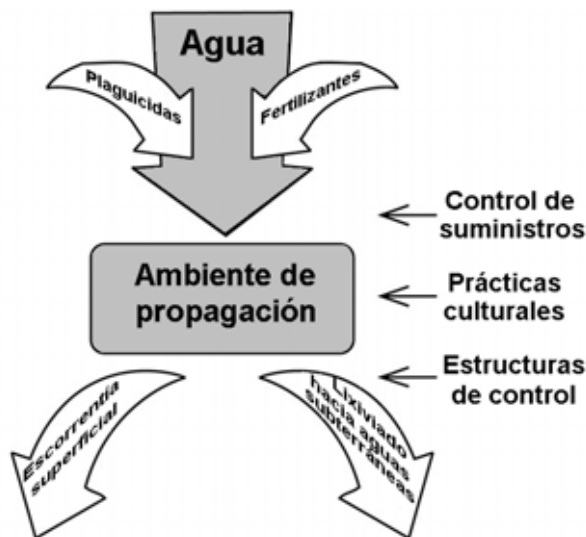 Agua
Plaguicidas
Fertilizantes
Control de
suministros
Ambiente de
propagación
Prácticas
culturales
Estructuras
de control
Escorrentía
superficial
Lixiviado
hacia aguas
subterráneas